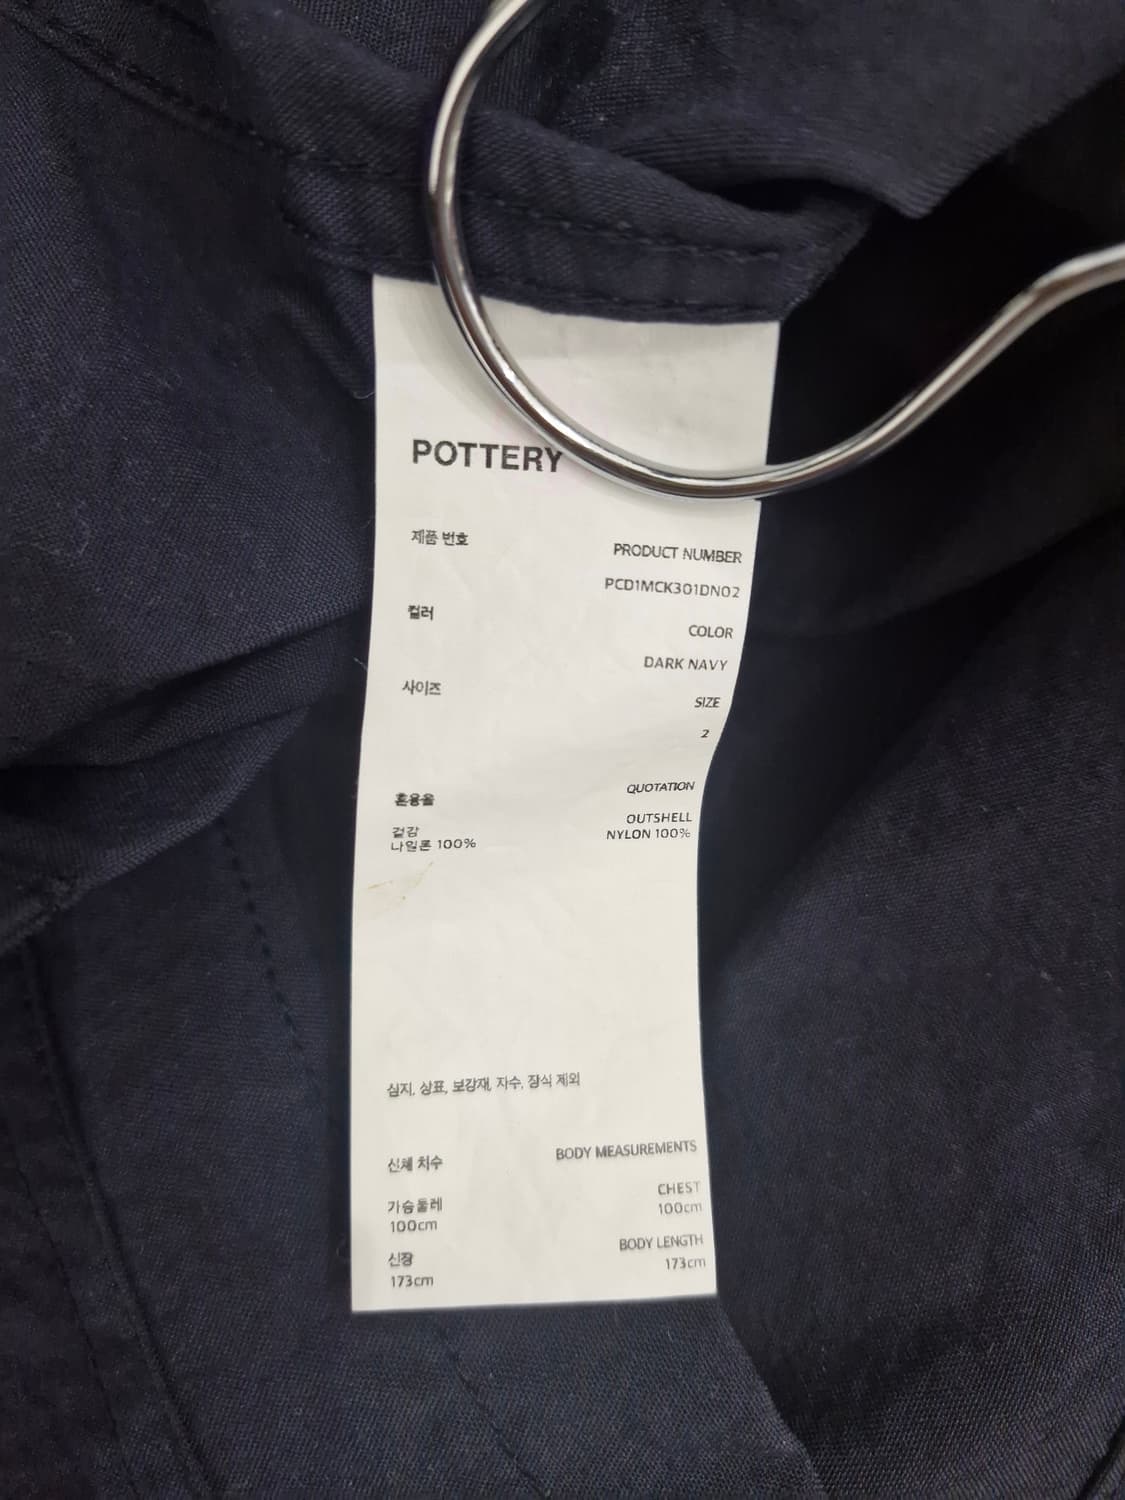 POTTERY
제품 번호 PRODUCT NUMBER
PCD1MCK301DN02
컬러 COLOR
DARK NAVY
사이즈 SIZE
2
혼용율 QUOTATION
겉감 OUTSHELL
나일론 100% NYLON 100%
심지, 상표, 보강재, 자수, 장식 제외
신체 치수 BODY MEASUREMENTS
가슴둘레 CHEST
100cm 100cm
신장 BODY LENGTH
173cm 173cm